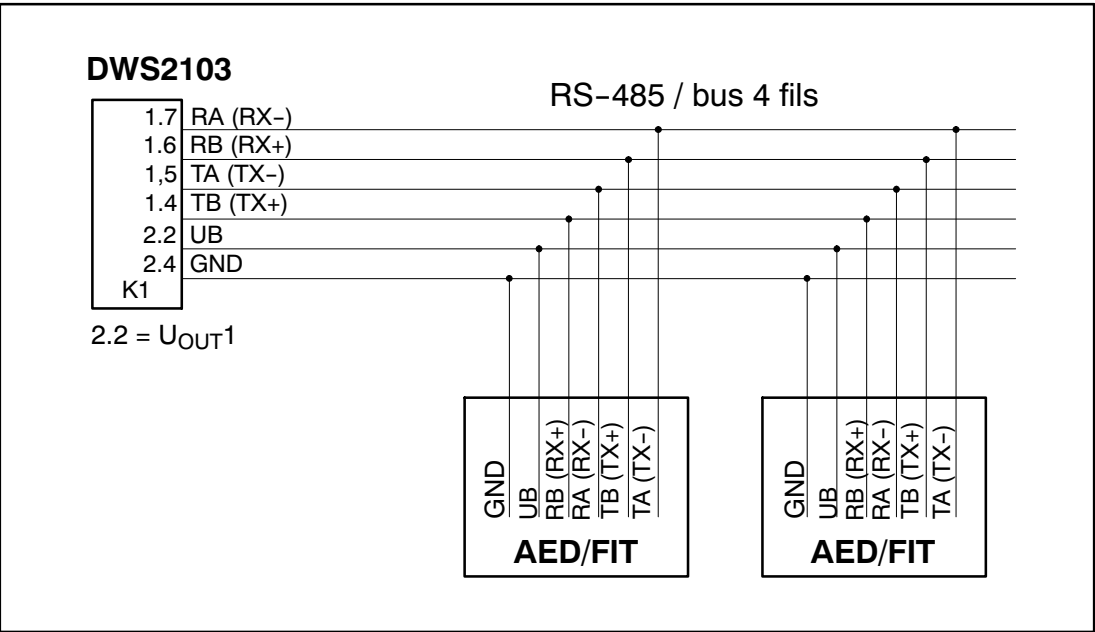 DWS2103
RS-485 / bus 4 fils
1.7 RA (RX-)
1.6 RB (RX+)
1,5 TA (TX-)
1.4 TB (TX+)
2.2 UB
2.4 GND
K1
2.2 = UOUT1
GND
UB
RB (RX+)
RA (RX-)
TB (TX+)
TA (TX-)
AED/FIT
GND
UB
RB (RX+)
RA (RX-)
TB (TX+)
TA (TX-)
AED/FIT